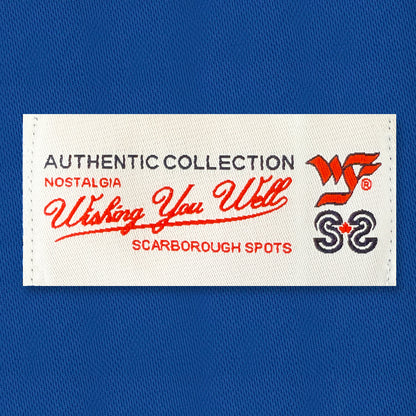 AUTHENTIC COLLECTION
NOSTALGIA
Wishing You Well
SCARBOROUGH SPOTS
®